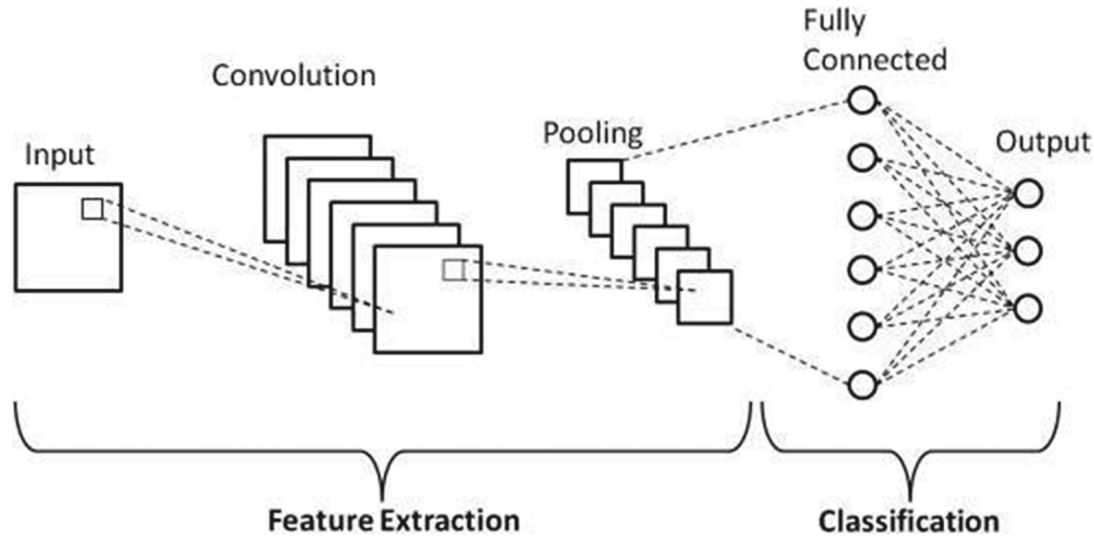 Input
Convolution
Pooling
Fully
Connected
Output
Feature Extraction
Classification